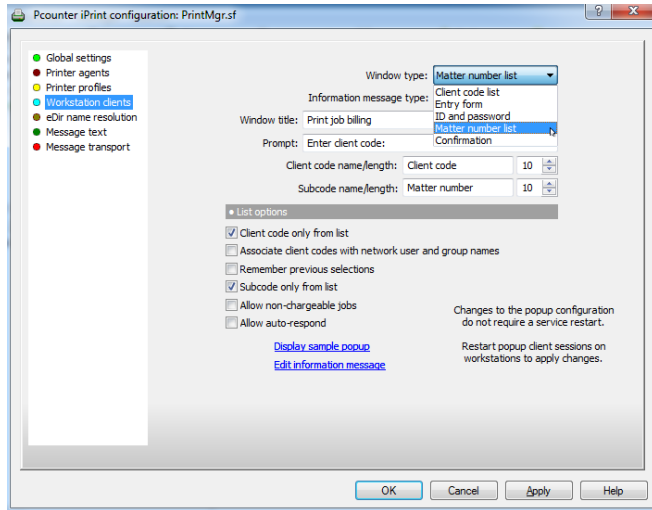 Pcounter iPrint configuration: PrintMgr.sf
Global settings
Printer agents
Printer profiles
Workstation clients
eDir name resolution
Message text
Message transport
Window type: Matter number list
Client code list
Entry form
ID and password
Matter number list
Confirmation
Information message type:
Window title: Print job billing
Prompt: Enter client code:
Client code name/length: Client code 10
Subcode name/length: Matter number 10
• List options
Client code only from list
Associate client codes with network user and group names
Remember previous selections
Subcode only from list
Allow non-chargeable jobs
Allow auto-respond
Display sample popup
Edit information message
Changes to the popup configuration
do not require a service restart.
Restart popup client sessions on
workstations to apply changes.
OK Cancel Apply Help